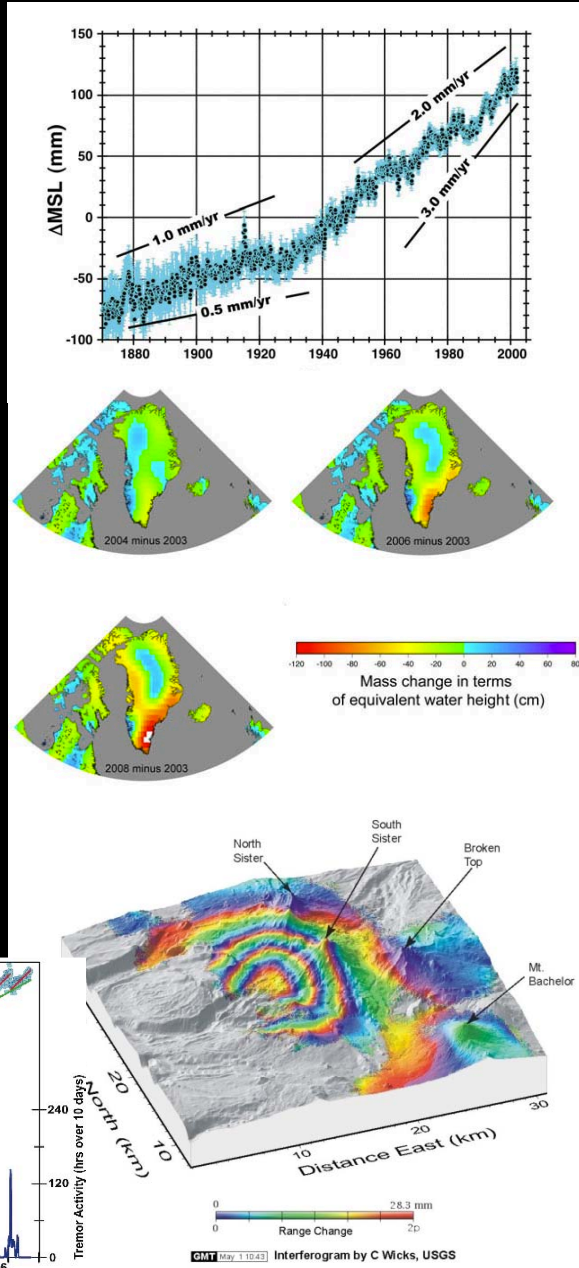 150
100
50
0
-50
-100
ΔMSL (mm)
2.0 mm/yr
3.0 mm/yr
1.0 mm/yr
0.5 mm/yr
1880 1900 1920 1940 1960 1980 2000
2004 minus 2003
2006 minus 2003
2008 minus 2003
-120 -100 -80 -60 -40 -20 0 20 40 60 80
Mass change in terms
of equivalent water height (cm)
North
Sister
South
Sister
Broken
Top
Mt.
Bachelor
20
10
North (km)
10
20
30
Distance East (km)
240
120
0
Tremor Activity (hrs over 10 days)
6
0 28.3 mm
0 2p
Range Change
GMT May 1 10:43 Interferogram by C Wicks, USGS